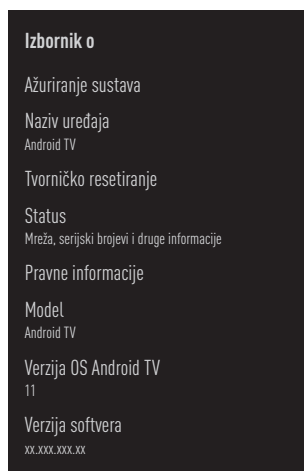 Izbornik o
Ažuriranje sustava
Naziv uređaja
Android TV
Tvorničko resetiranje
Status
Mreža, serijski brojevi i druge informacije
Pravne informacije
Model
Android TV
Verzija OS Android TV
11
Verzija softvera
xx.xxx.xxx.xx